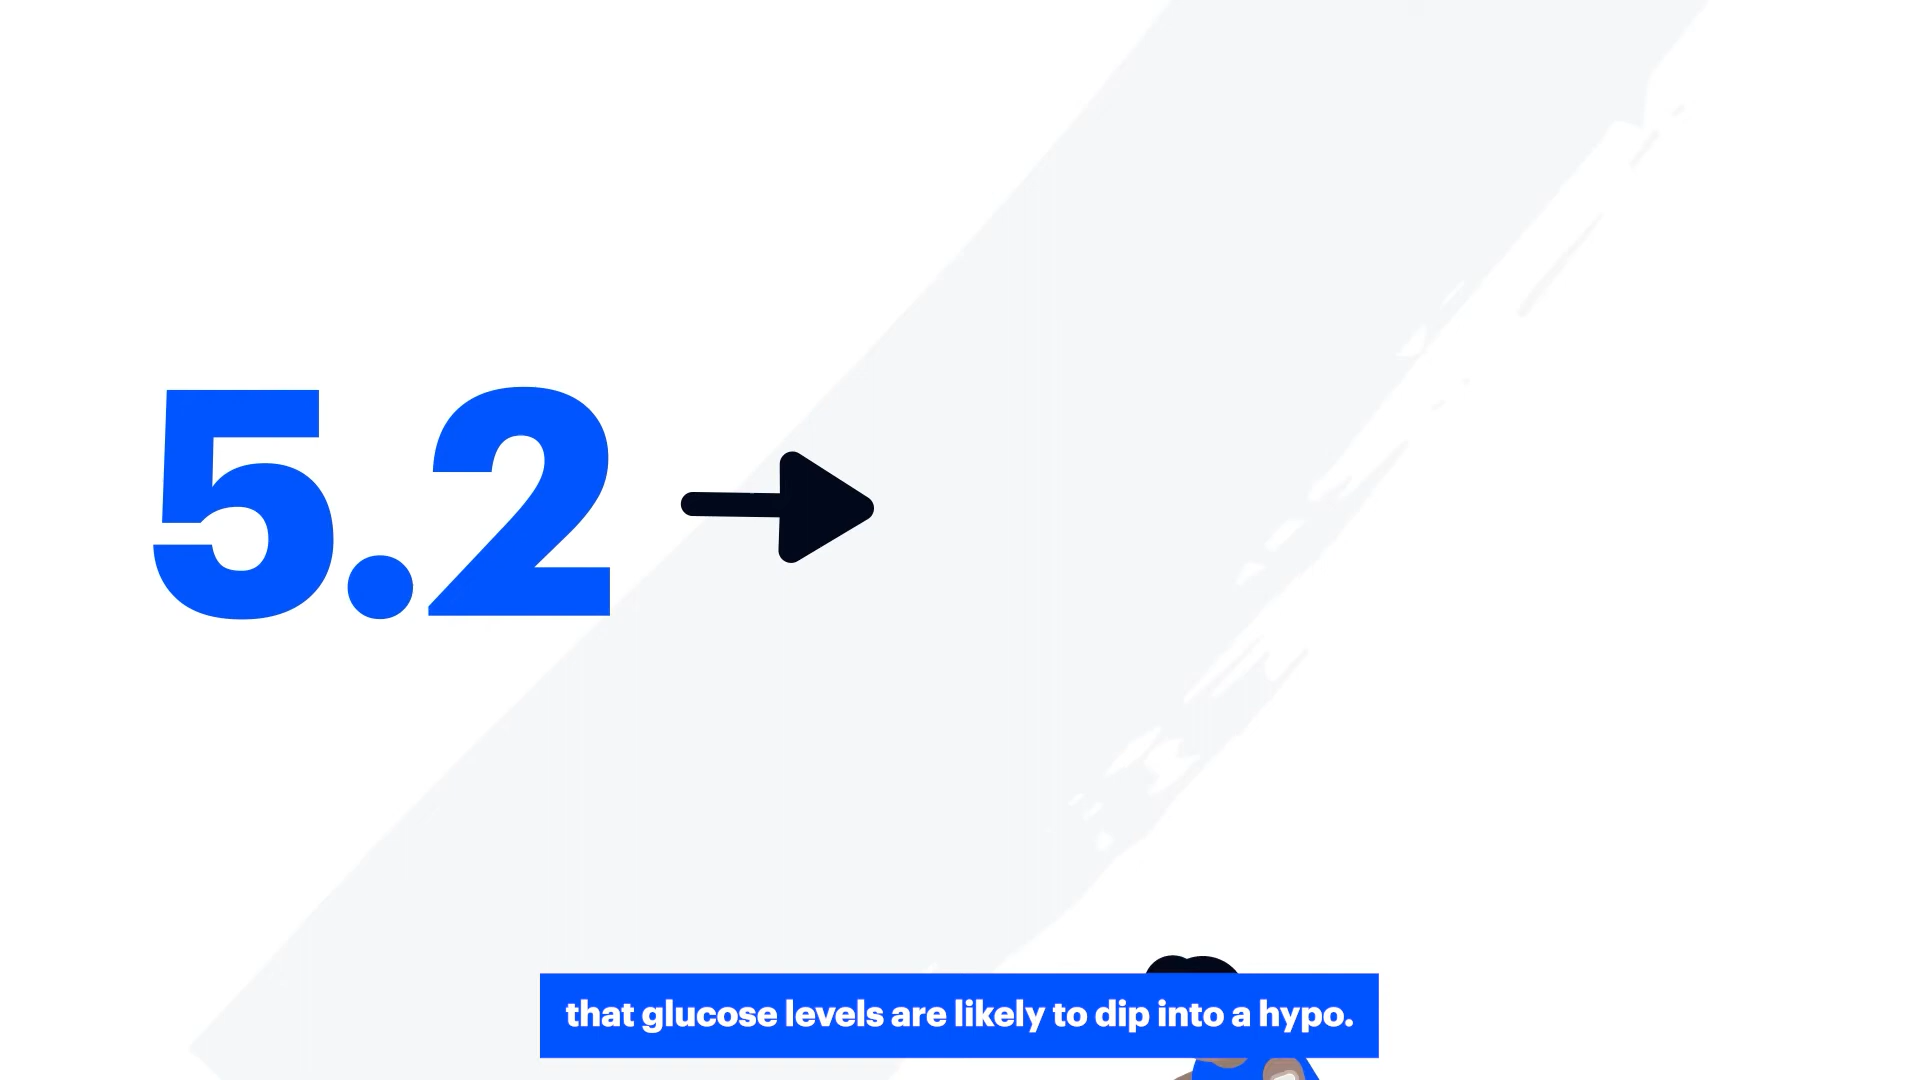 5.2
that glucose levels are likely to dip into a hypo.